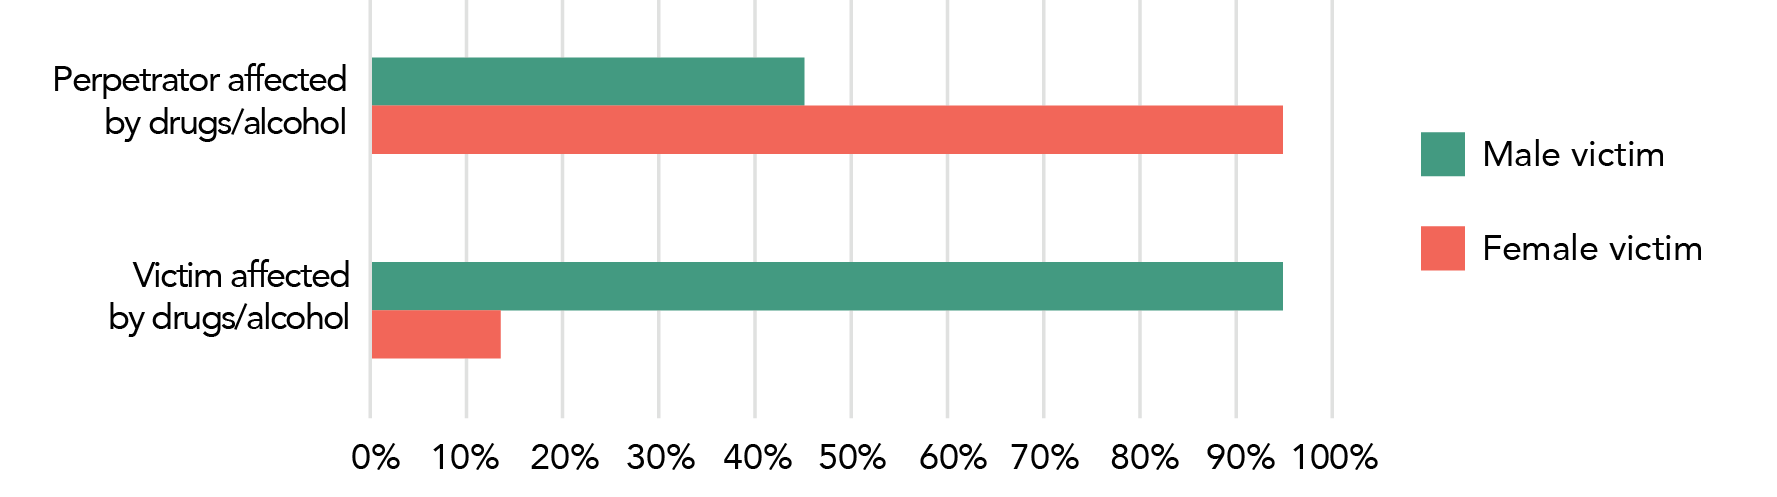 Perpetrator affected
by drugs/alcohol
Male victim
Female victim
Victim affected
by drugs/alcohol
0% 10% 20% 30% 40% 50% 60% 70% 80% 90% 100%